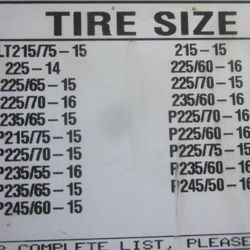 TIRE SIZE
LT215/75-15
225-14
225/65-15
225/70-15
235/65-15
P215/75-15
P225/70-15
P235/55-16
P235/65-15
P245/60-15
215-15
225/60-16
225/70-16
235/60-16
P225/70-
P225/60-16
P225/75-15
P235/60-16
P245/50-16
COMPLETE LIST, PLEASE